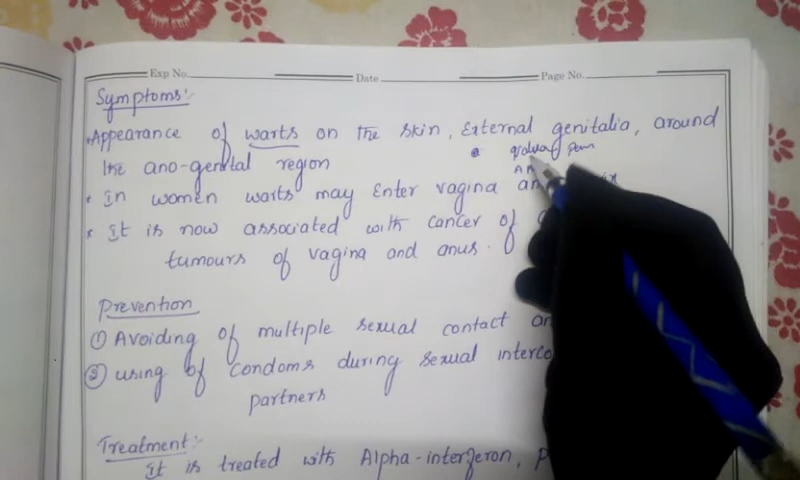 Exp No. Date Page No.
Symptoms:-
• Appearance of warts on the skin, External genitalia, around
the ano-genital region
• In women warts may Enter vagina
* It is now associated with cancer of
tumours of vagina and anus.
Prevention
① Avoiding of multiple sexual contact
② using of condoms during sexual
partners
Treatment:-
It is treated with Alpha-interferon,